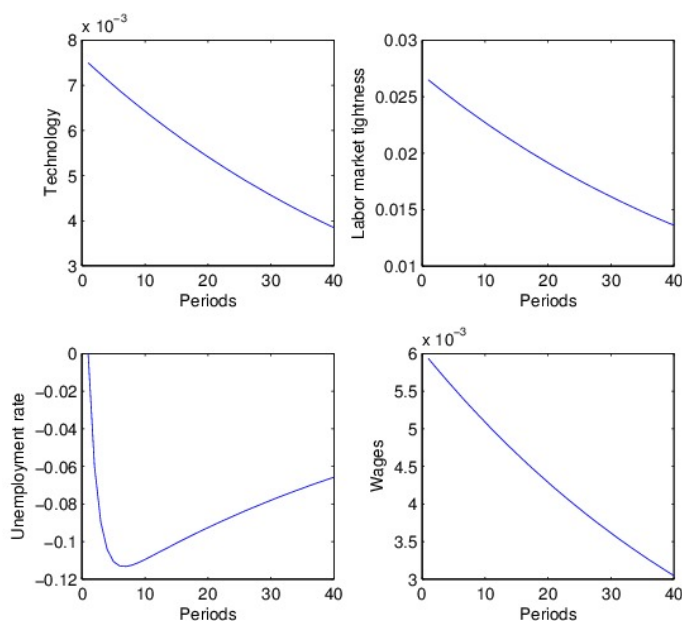 x 10⁻³
8
7
6
5
4
3
Technology
0 10 20 30 40
Periods
0.03
0.025
0.02
0.015
0.01
Labor market tightness
0 10 20 30 40
Periods
0
−0.02
−0.04
−0.06
−0.08
−0.1
−0.12
Unemployment rate
0 10 20 30 40
Periods
x 10⁻³
6
5.5
5
4.5
4
3.5
3
Wages
0 10 20 30 40
Periods